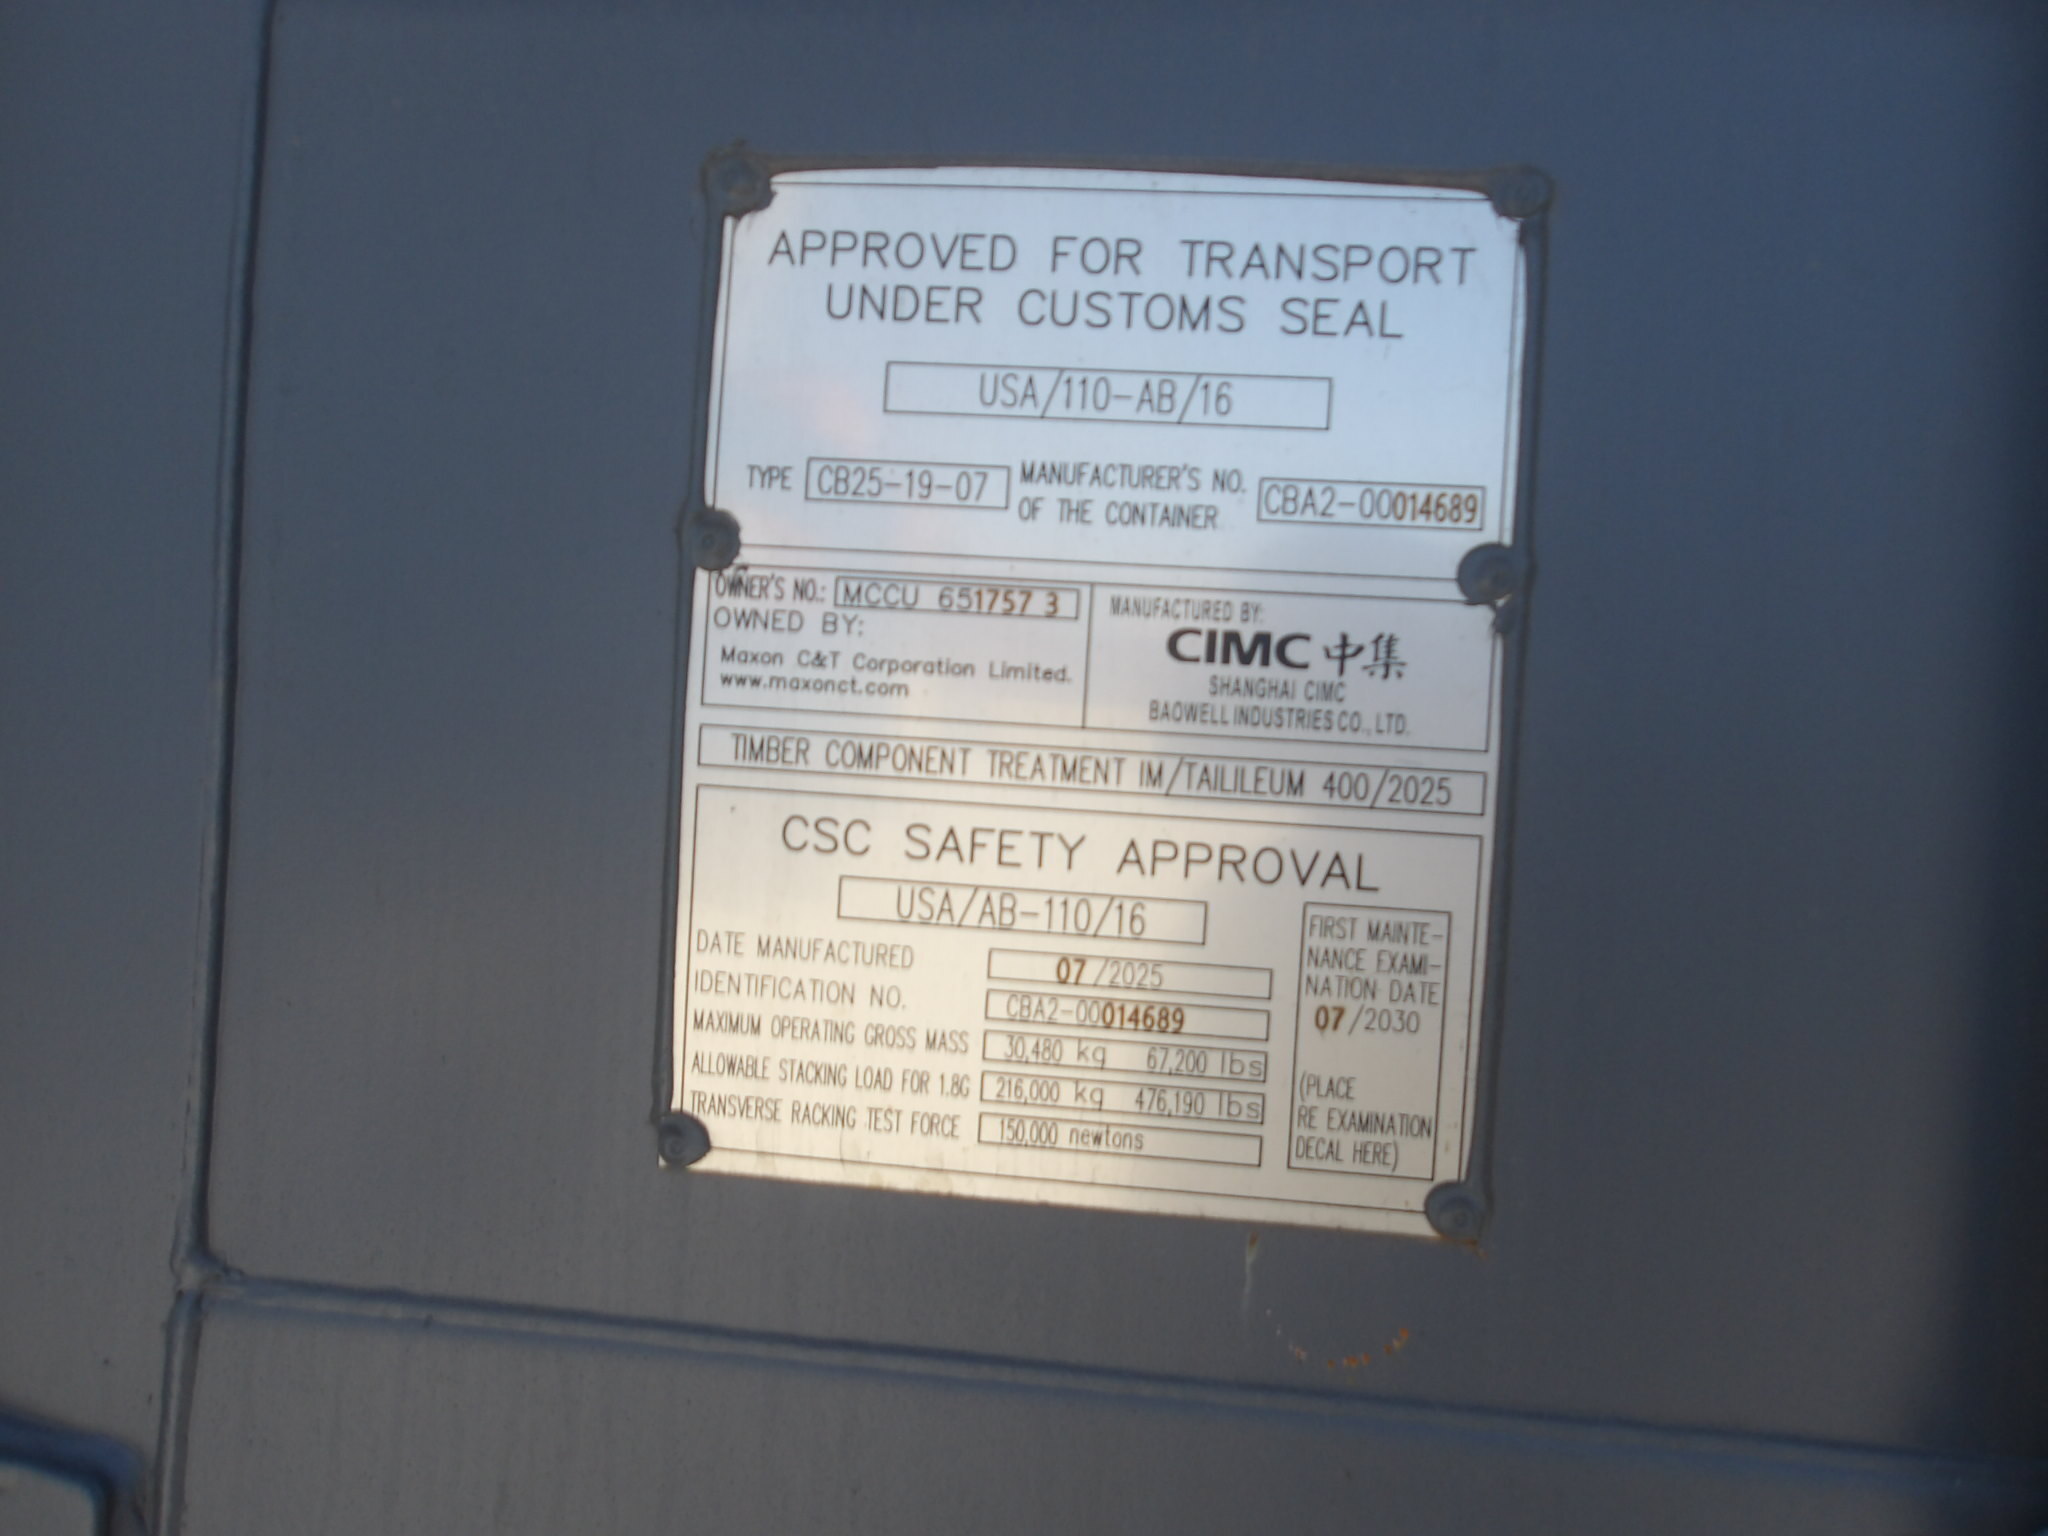 APPROVED FOR TRANSPORT
UNDER CUSTOMS SEAL
USA/110-AB/16
TYPE CB25-19-07 MANUFACTURER'S NO. OF THE CONTAINER CBA2-00014689
OWNER'S NO.: MCCU 651757 3
OWNED BY:
Maxon C&T Corporation Limited.
www.maxonct.com
MANUFACTURED BY:
CIMC 中集
SHANGHAI CIMC
BAOWELL INDUSTRIES CO., LTD.
TIMBER COMPONENT TREATMENT IM/TAILILEUM 400/2025
CSC SAFETY APPROVAL
USA/AB-110/16
DATE MANUFACTURED 07/2025
IDENTIFICATION NO. CBA2-00014689
MAXIMUM OPERATING GROSS MASS 30,480 kg 67,200 lbs
ALLOWABLE STACKING LOAD FOR 1.8G 216,000 kg 476,190 lbs
TRANSVERSE RACKING TEST FORCE 150,000 newtons
FIRST MAINTE-
NANCE EXAMI-
NATION DATE
07/2030
(PLACE
RE EXAMINATION
DECAL HERE)